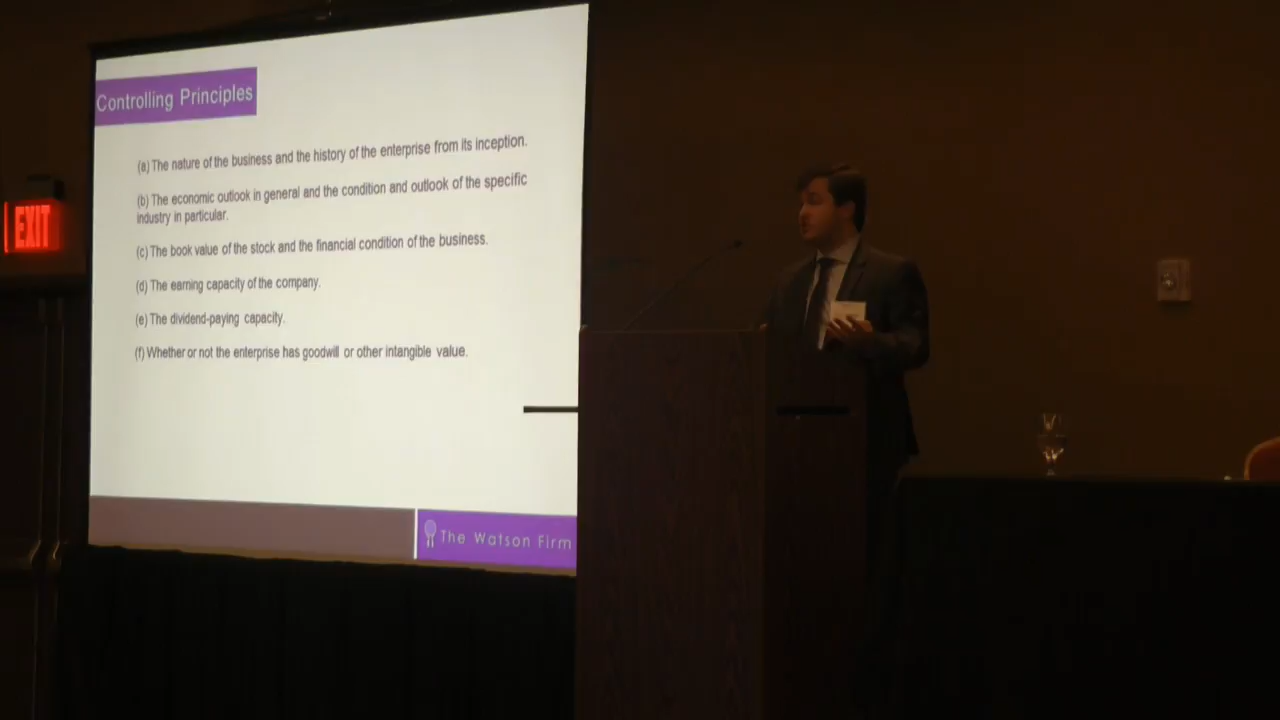 Controlling Principles
(a) The nature of the business and the history of the enterprise from its inception.
(b) The economic outlook in general and the condition and outlook of the specific
industry in particular.
(c) The book value of the stock and the financial condition of the business.
(d) The earning capacity of the company.
(e) The dividend-paying capacity.
(f) Whether or not the enterprise has goodwill or other intangible value.
The Watson Firm
EXIT